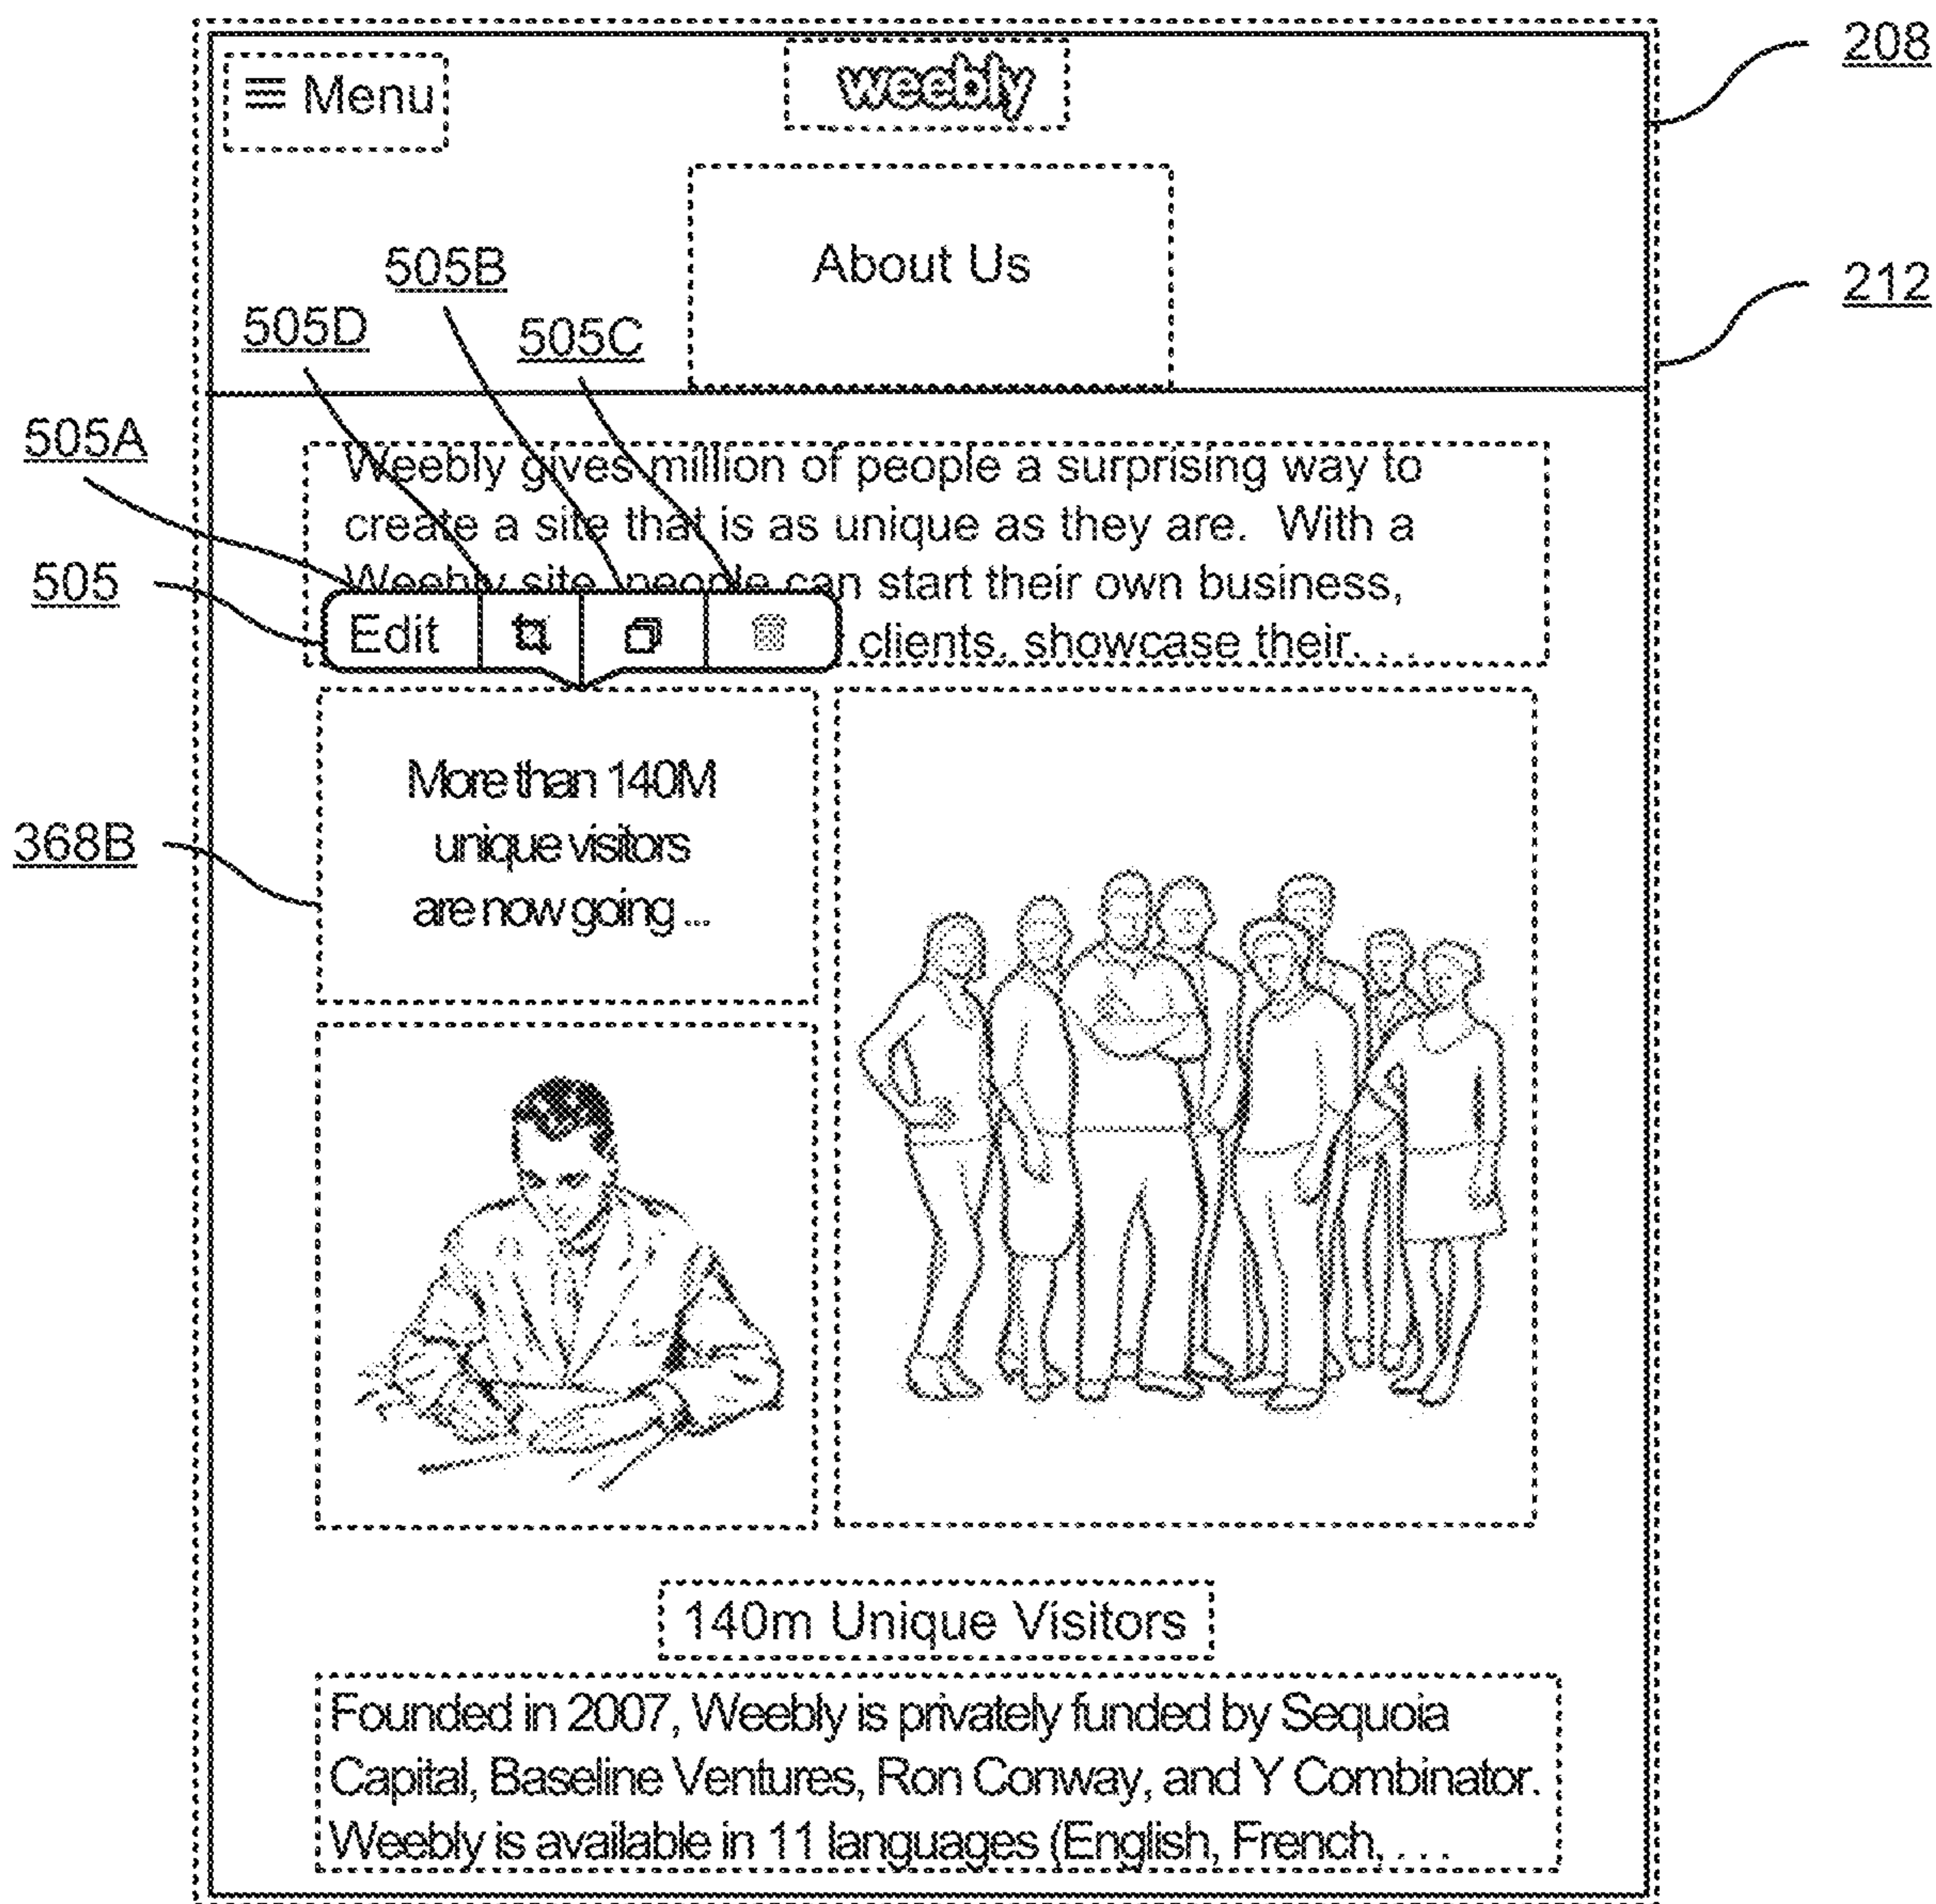 208
☰ Menu
weebly
212
About Us
505B
505D
505C
505A
Weebly gives million of people a surprising way to
create a site that is as unique as they are. With a
Weebly site, people can start their own business,
505
Edit
clients, showcase their. . .
More than 140M
unique visitors
are now going ...
368B
140m Unique Visitors
Founded in 2007, Weebly is privately funded by Sequoia
Capital, Baseline Ventures, Ron Conway, and Y Combinator.
Weebly is available in 11 languages (English, French, . . .